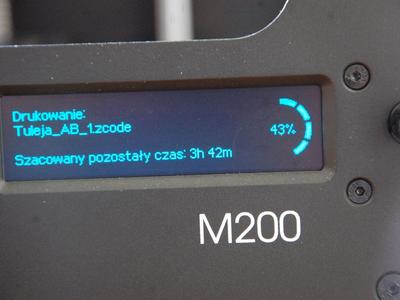 Drukowanie:
Tuleja_AB_1.zcode
43%
Szacowany pozostały czas: 3h 42m
M200